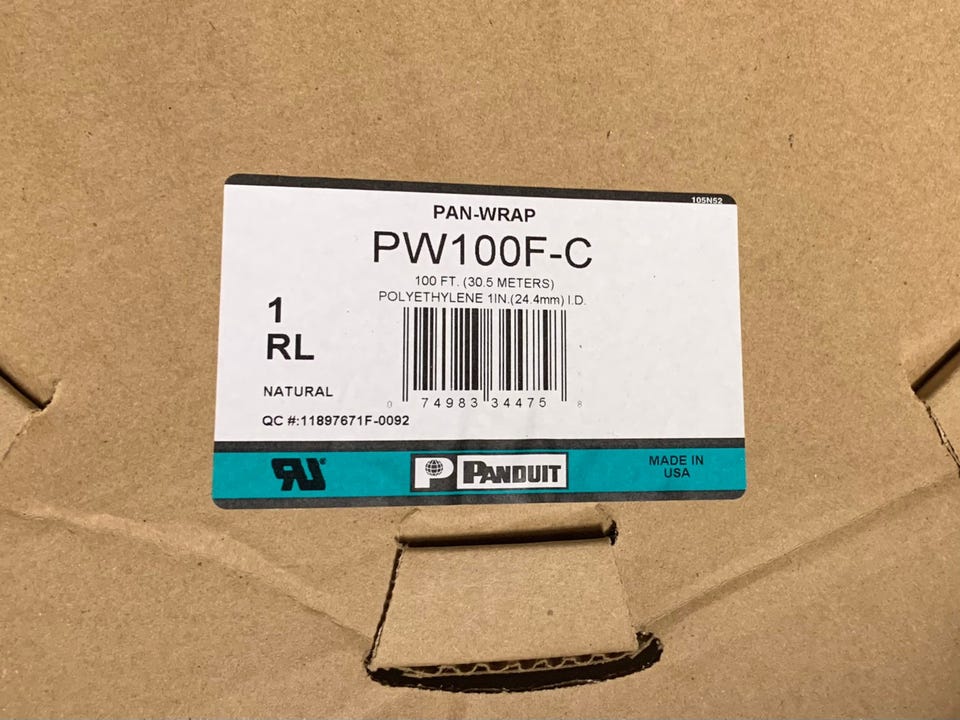 105N52
PAN-WRAP
PW100F-C
100 FT. (30.5 METERS)
POLYETHYLENE 1IN.(24.4mm) I.D.
1
RL
NATURAL
0 74983 34475 8
QC #:11897671F-0092
RU®
P PANDUIT
MADE IN
USA